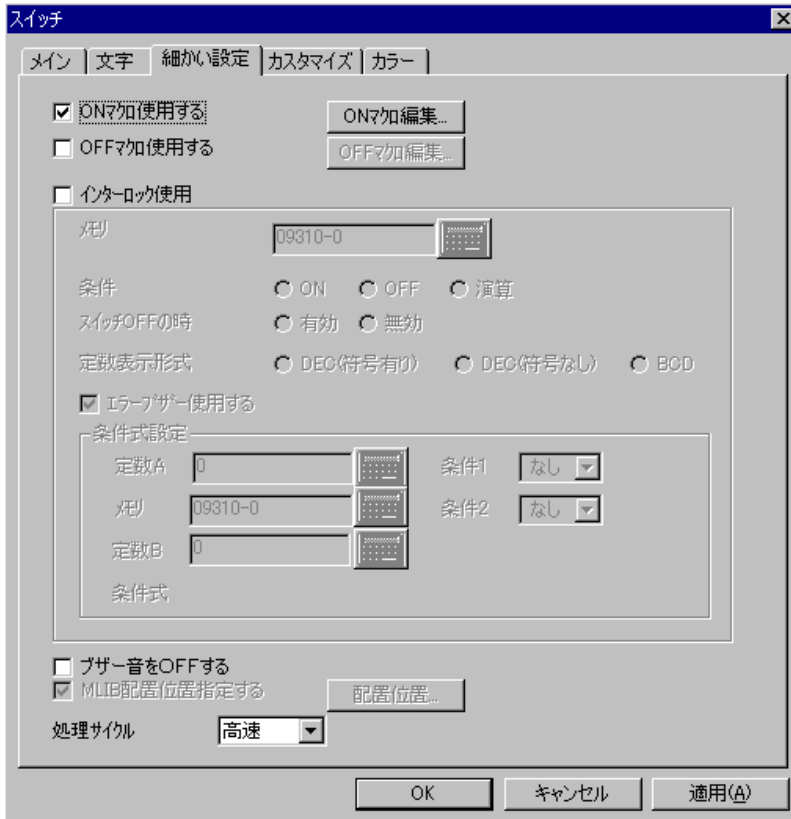 スイッチ
メイン 文字 細かい設定 カスタマイズ カラー
ONマクロ使用する ONマクロ編集...
OFFマクロ使用する OFFマクロ編集...
インターロック使用
メモリ 09310-0
条件 ON OFF 演算
スイッチOFFの時 有効 無効
定数表示形式 DEC(符号有り) DEC(符号なし) BCD
エラーブザー使用する
条件式設定
定数A 0 条件1 なし
メモリ 09310-0 条件2 なし
定数B 0
条件式
ブザー音をOFFする
MLIB配置位置指定する 配置位置...
処理サイクル 高速
OK キャンセル 適用(A)